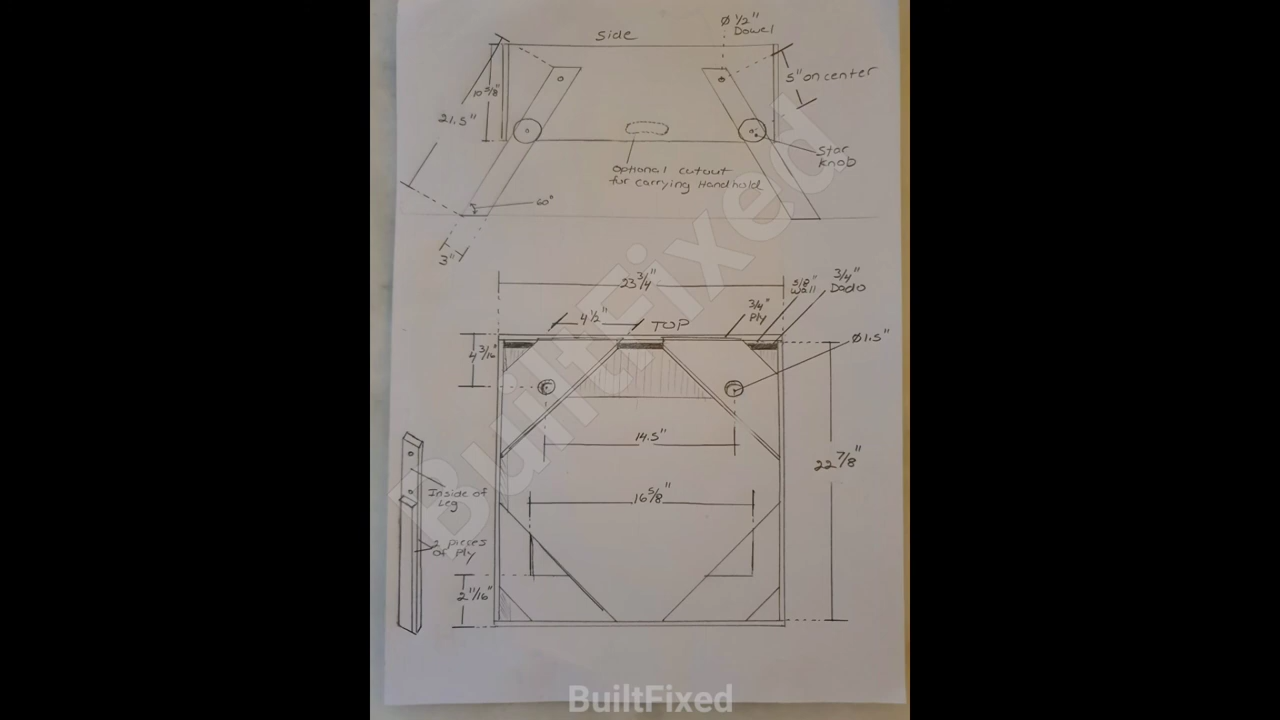 Side
Ø 1/2"
Dowel
5" on center
10 5/8"
21.5"
Star
knob
Optional cutout
for carrying Handhold
60°
3"
23 3/4"
5/8"
Wall
3/4"
Dado
3/4"
Ply
4 1/2"
TOP
Ø1.5"
4 3/16"
14.5"
22 7/8"
16 5/8"
Inside of
Leg
2 pieces
of Ply
2 11/16"
BuiltFixed
BuiltFixed